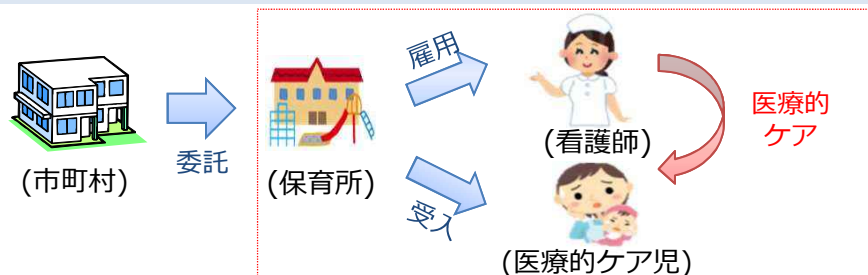 (市町村)
委託
(保育所)
雇用
受入
(看護師)
(医療的ケア児)
医療的
ケア